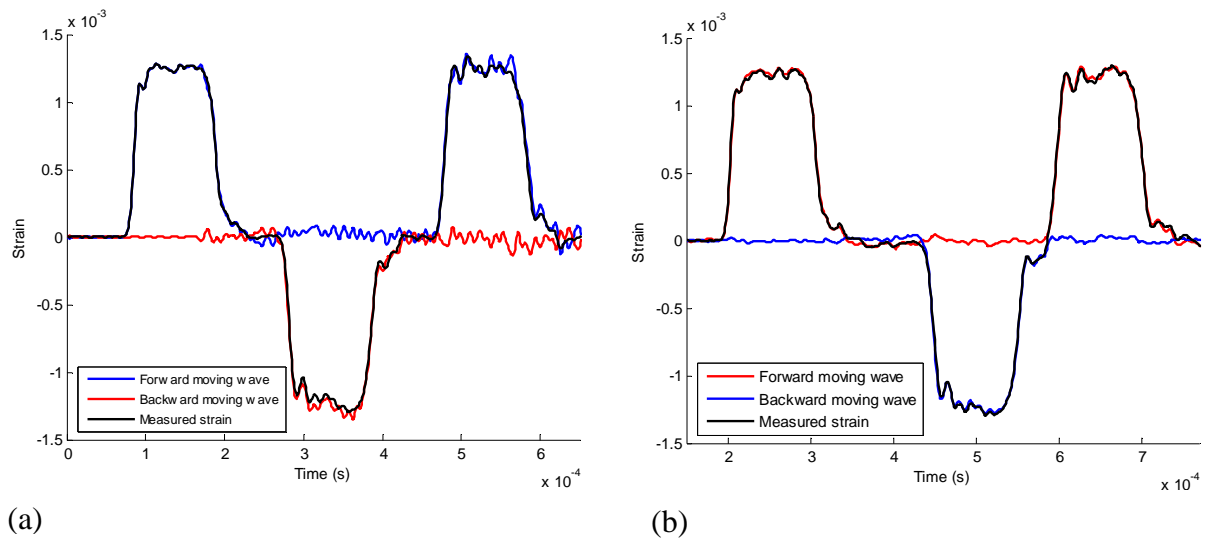 x 10^-3
1.5
1
0.5
0
-0.5
-1
-1.5
Strain
0 1 2 3 4 5 6
Time (s)
x 10^-4
Forward moving wave
Backward moving wave
Measured strain
(a)
x 10^-3
1.5
1
0.5
0
-0.5
-1
-1.5
Strain
2 3 4 5 6 7
Time (s)
x 10^-4
Forward moving wave
Backward moving wave
Measured strain
(b)